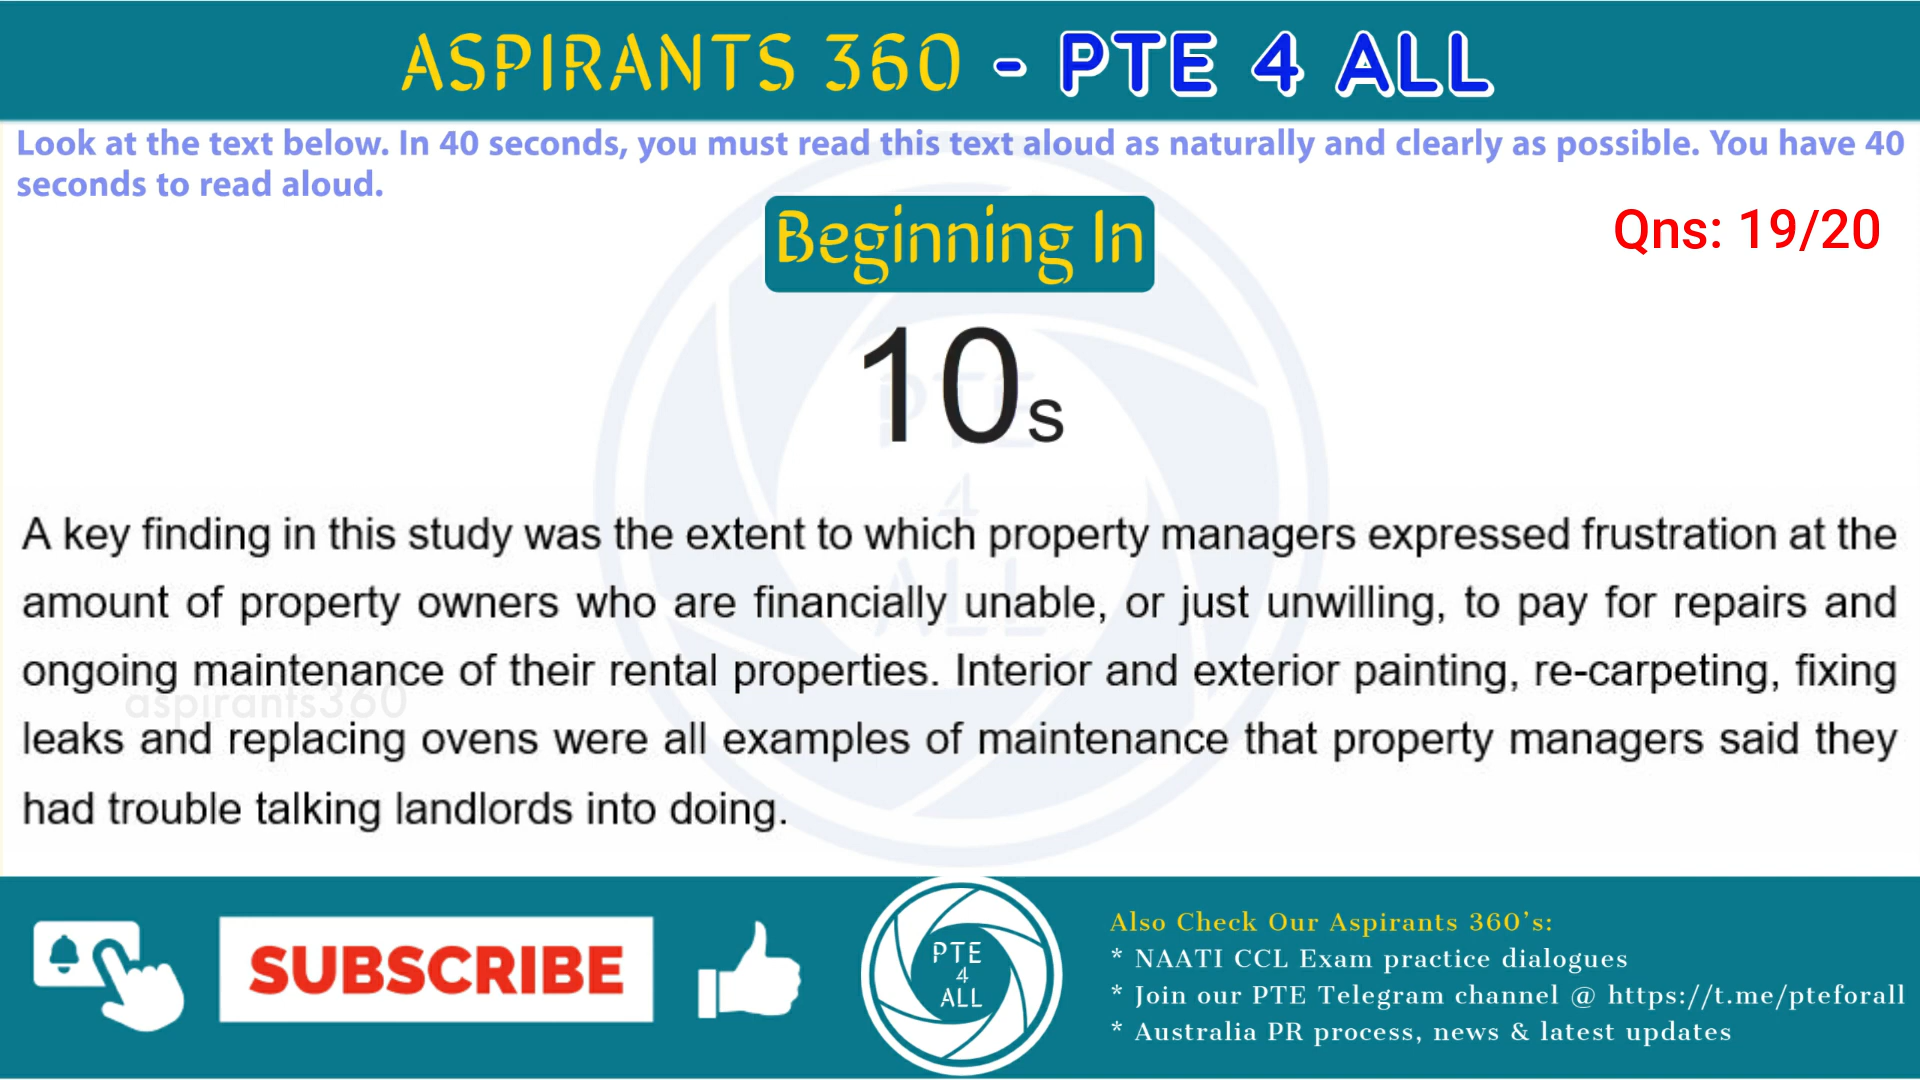 ASPIRANTS 360 - PTE 4 ALL
Look at the text below. In 40 seconds, you must read this text aloud as naturally and clearly as possible. You have 40
seconds to read aloud.
Beginning In
Qns: 19/20
10s
A key finding in this study was the extent to which property managers expressed frustration at the
amount of property owners who are financially unable, or just unwilling, to pay for repairs and
ongoing maintenance of their rental properties. Interior and exterior painting, re-carpeting, fixing
aspirants360
leaks and replacing ovens were all examples of maintenance that property managers said they
had trouble talking landlords into doing.
PTE
4
ALL
SUBSCRIBE
PTE
4
ALL
Also Check Our Aspirants 360's:
* NAATI CCL Exam practice dialogues
* Join our PTE Telegram channel @ https://t.me/pteforall
* Australia PR process, news & latest updates